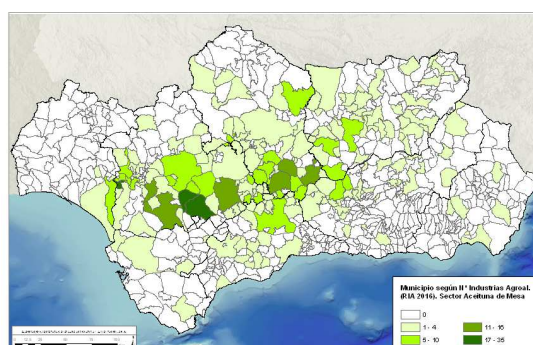 Municipio según Nº Industrias Agroal.
(RIA 2016). Sector Aceituna de Mesa
0
1 - 4
11 - 16
5 - 10
17 - 35